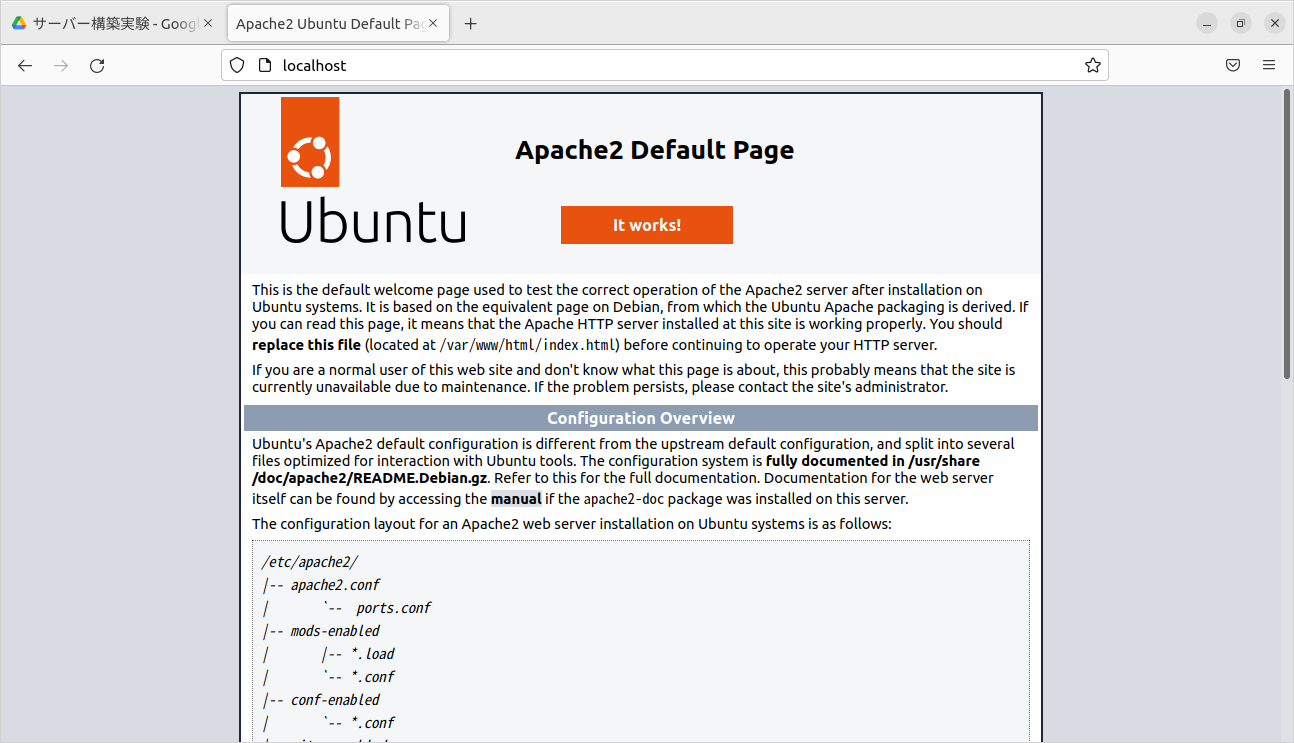 サーバー構築実験 - Goog
Apache2 Ubuntu Default Pag
localhost
Apache2 Default Page
Ubuntu
It works!
This is the default welcome page used to test the correct operation of the Apache2 server after installation on
Ubuntu systems. It is based on the equivalent page on Debian, from which the Ubuntu Apache packaging is derived. If
you can read this page, it means that the Apache HTTP server installed at this site is working properly. You should
replace this file (located at /var/www/html/index.html) before continuing to operate your HTTP server.
If you are a normal user of this web site and don't know what this page is about, this probably means that the site is
currently unavailable due to maintenance. If the problem persists, please contact the site's administrator.
Configuration Overview
Ubuntu's Apache2 default configuration is different from the upstream default configuration, and split into several
files optimized for interaction with Ubuntu tools. The configuration system is fully documented in /usr/share
/doc/apache2/README.Debian.gz. Refer to this for the full documentation. Documentation for the web server
itself can be found by accessing the manual if the apache2-doc package was installed on this server.
The configuration layout for an Apache2 web server installation on Ubuntu systems is as follows:
/etc/apache2/
|-- apache2.conf
|       `--  ports.conf
|-- mods-enabled
|       |-- *.load
|       `-- *.conf
|-- conf-enabled
|       `-- *.conf